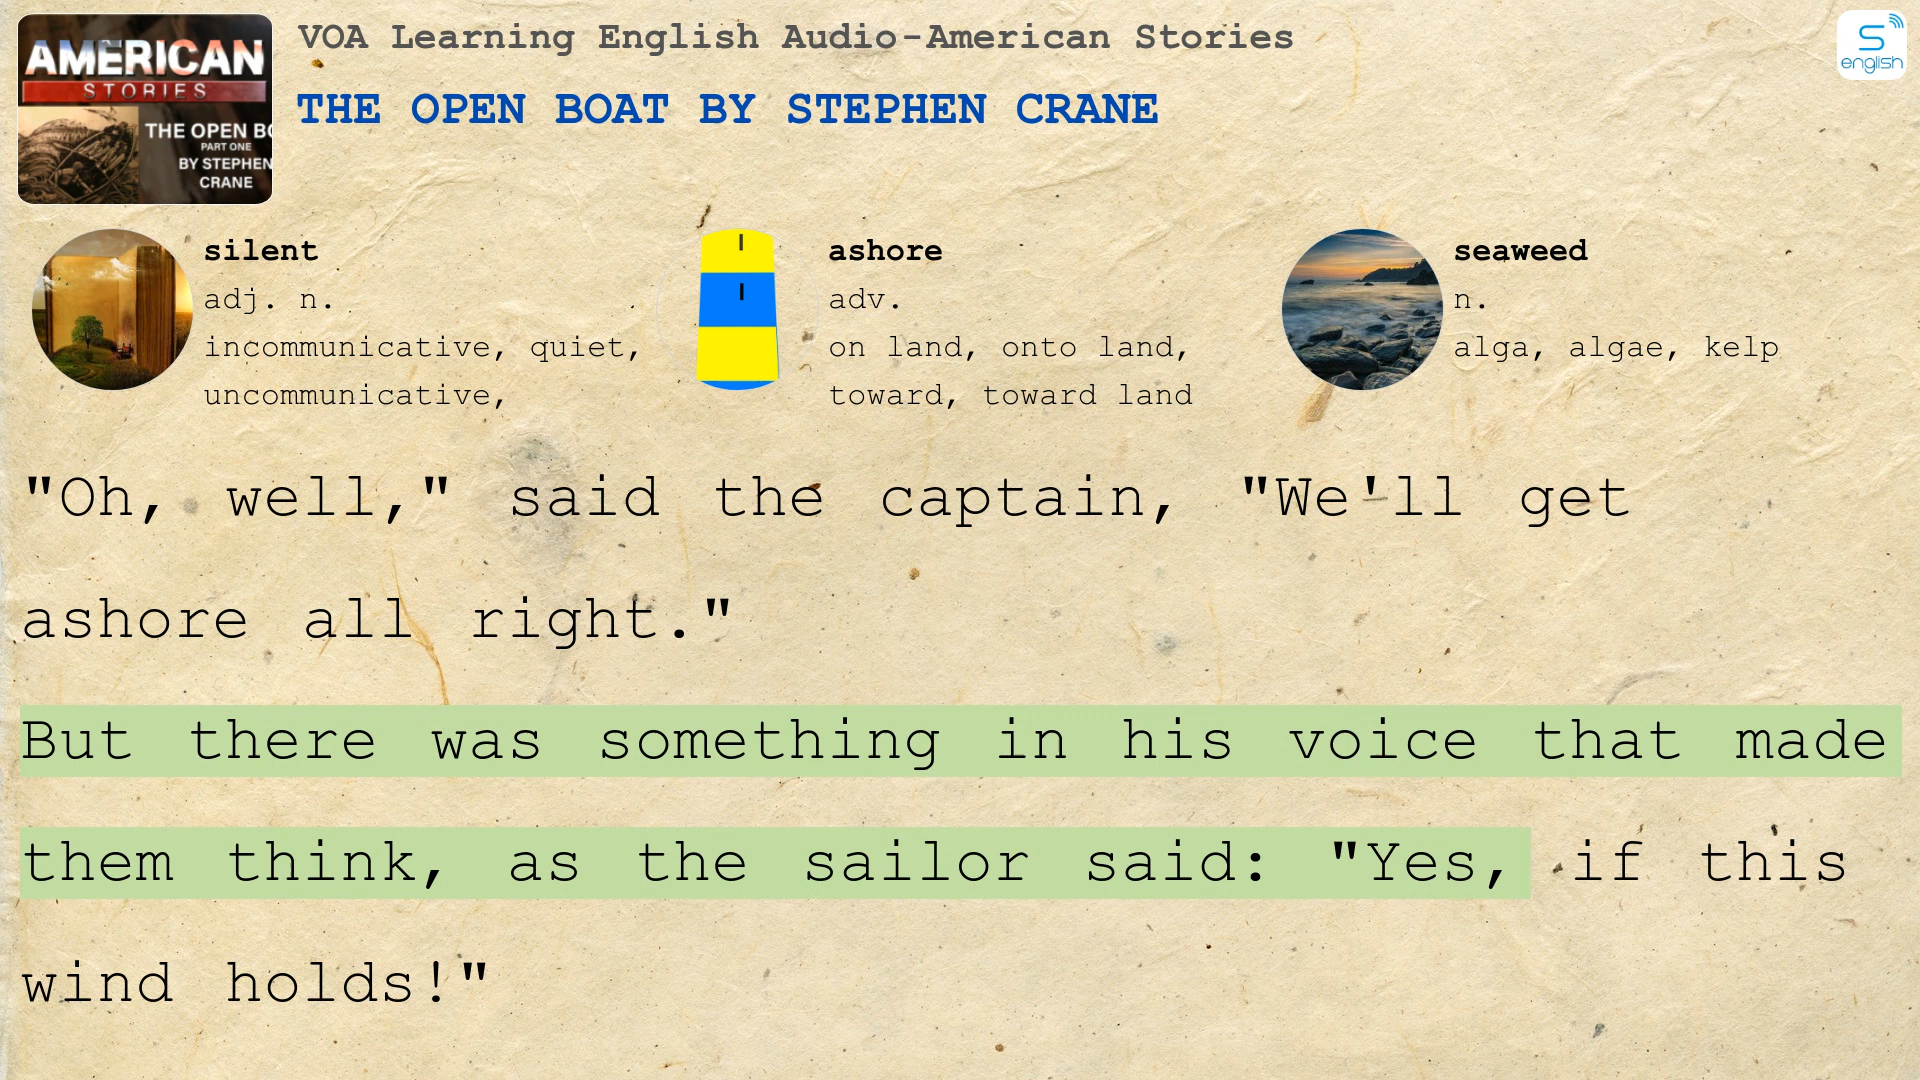 AMERICAN
STORIES
THE OPEN BO
PART ONE
BY STEPHEN
CRANE
VOA Learning English Audio-American Stories
THE OPEN BOAT BY STEPHEN CRANE
S
english
silent
adj. n.
incommunicative, quiet,
uncommunicative,
ashore
adv.
on land, onto land,
toward, toward land
seaweed
n.
alga, algae, kelp
"Oh, well," said the captain, "We'll get
ashore all right."
But there was something in his voice that made
them think, as the sailor said: "Yes, if this
wind holds!"